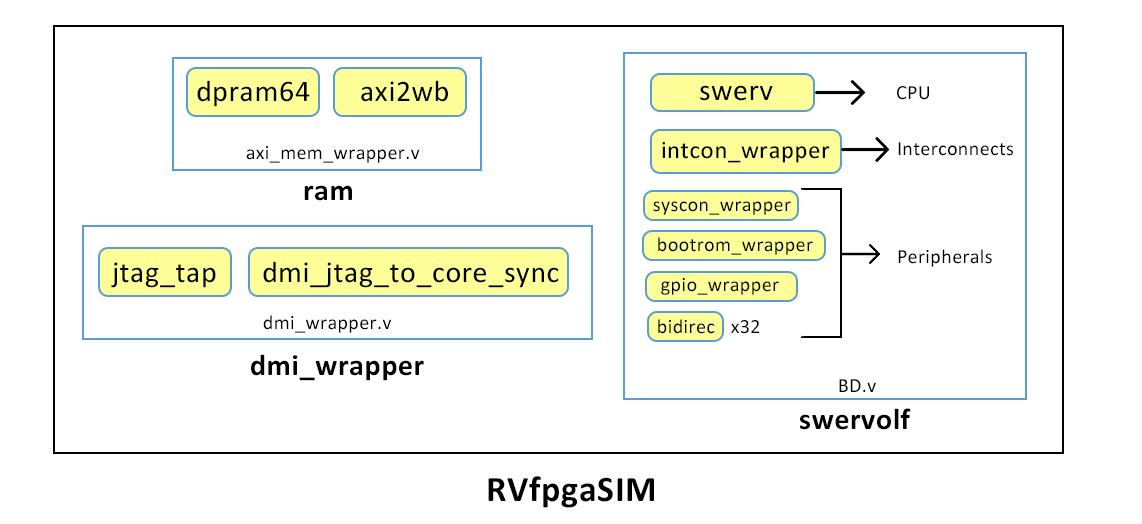 dpram64
axi2wb
axi_mem_wrapper.v
ram
jtag_tap
dmi_jtag_to_core_sync
dmi_wrapper.v
dmi_wrapper
swerv
CPU
intcon_wrapper
Interconnects
syscon_wrapper
bootrom_wrapper
gpio_wrapper
bidirec x32
Peripherals
BD.v
swervolf
RVfpgaSIM